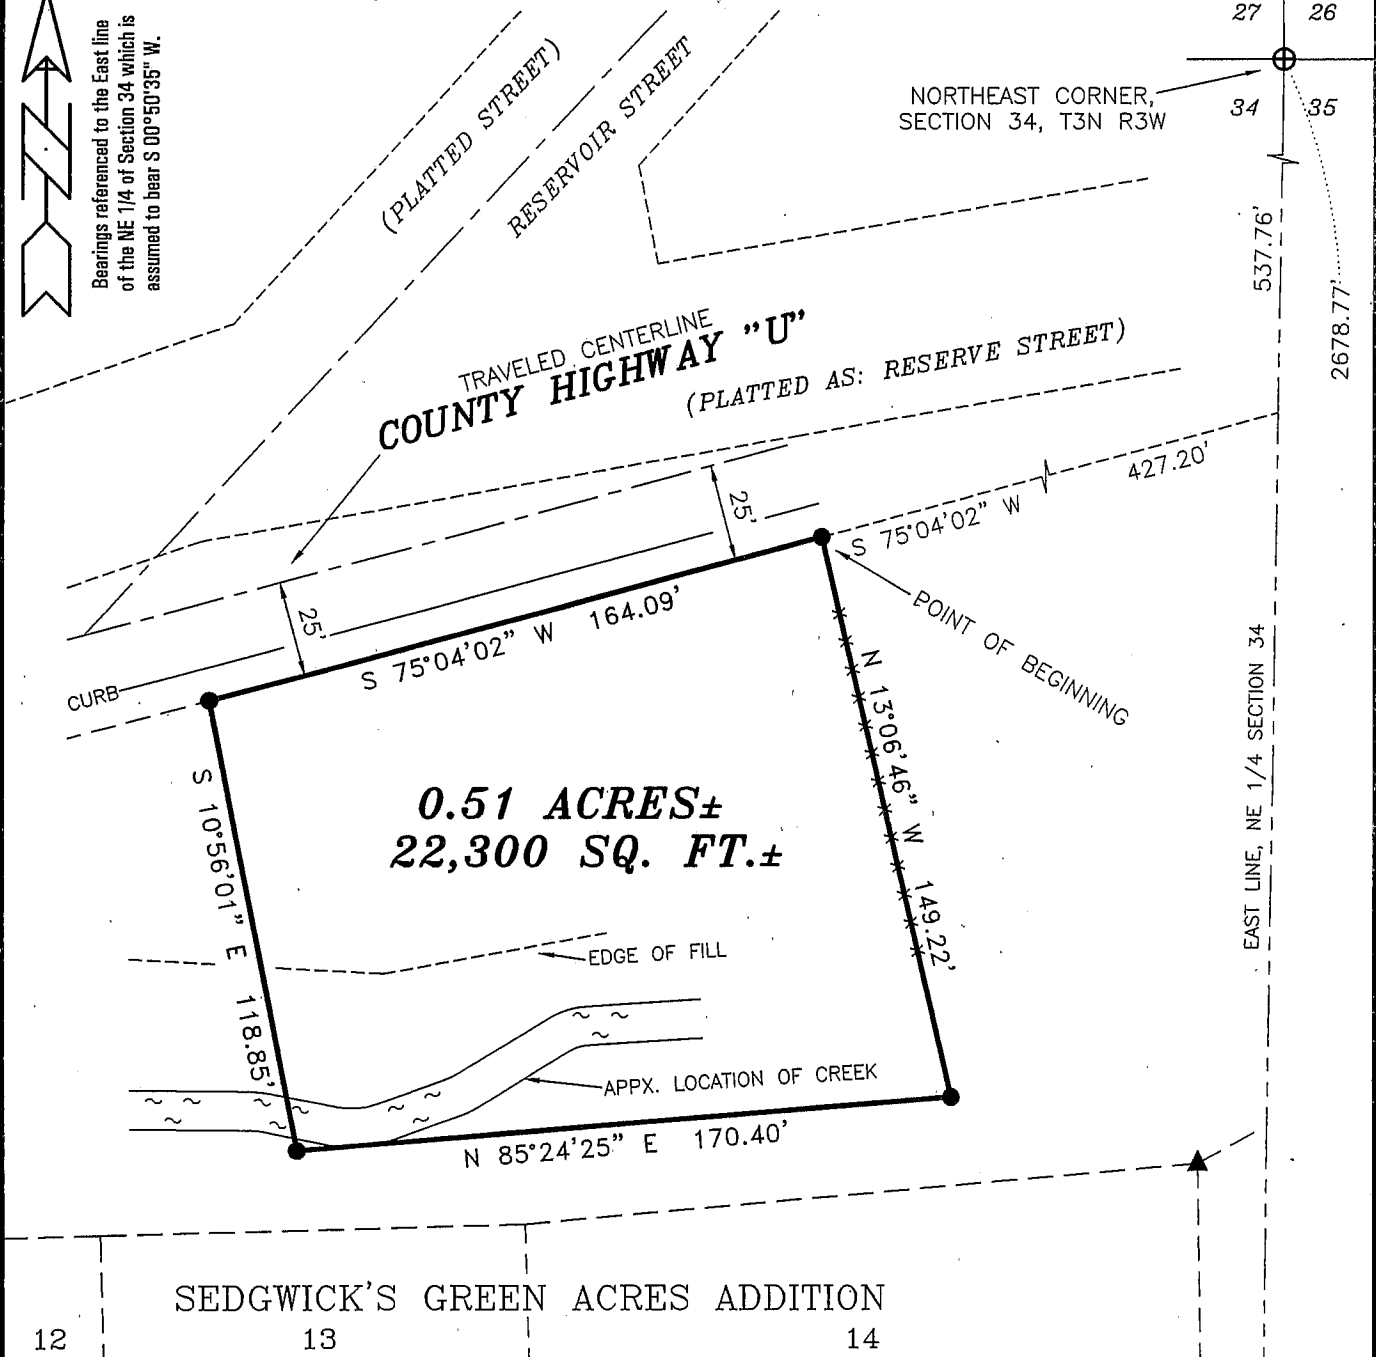 27 26
34 35
NORTHEAST CORNER,
SECTION 34, T3N R3W
Bearings referenced to the East line
of the NE 1/4 of Section 34 which is
assumed to bear S 00°50'35" W.
(PLATTED STREET)
RESERVOIR STREET
537.76'
2678.77'
TRAVELED CENTERLINE
COUNTY HIGHWAY "U"
(PLATTED AS: RESERVE STREET)
427.20'
S 75°04'02" W
25'
25'
S 75°04'02" W 164.09'
POINT OF BEGINNING
CURB
N 13°06'46" W 149.22'
S 10°56'01" E 118.85'
0.51 ACRES±
22,300 SQ. FT.±
EAST LINE, NE 1/4 SECTION 34
EDGE OF FILL
APPX. LOCATION OF CREEK
N 85°24'25" E 170.40'
SEDGWICK'S GREEN ACRES ADDITION
12 13 14